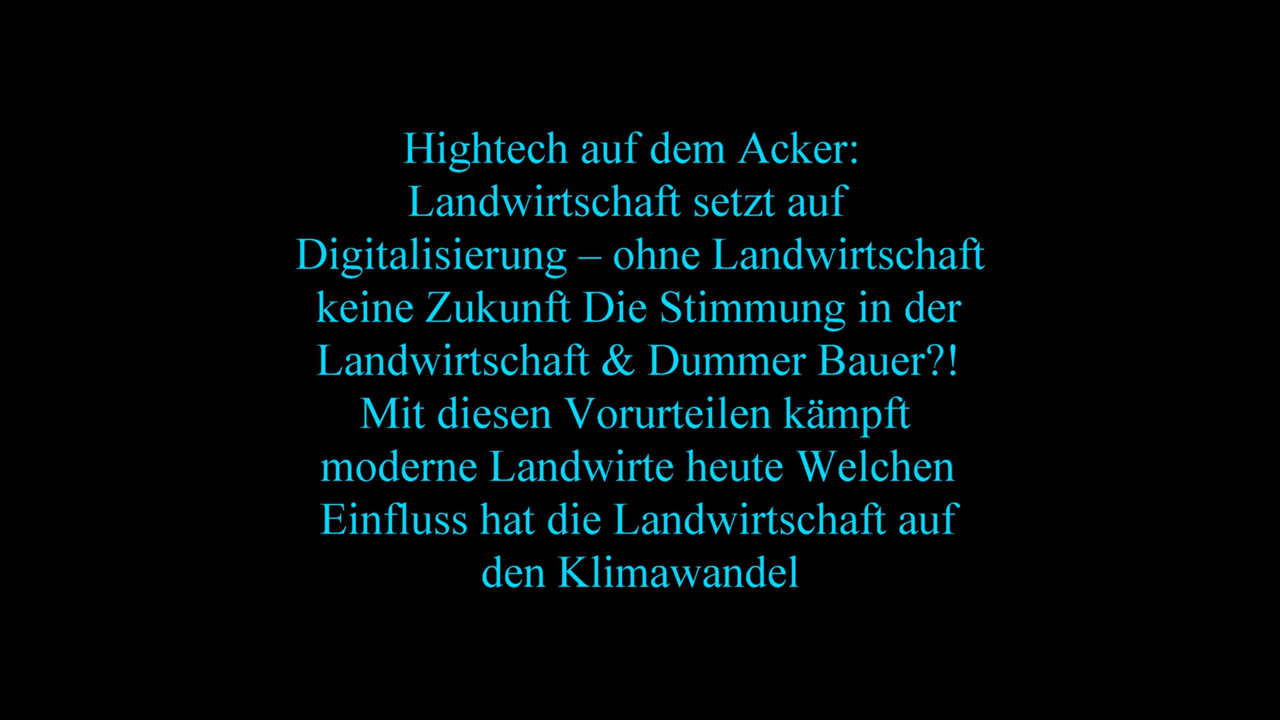 Hightech auf dem Acker:
Landwirtschaft setzt auf
Digitalisierung – ohne Landwirtschaft
keine Zukunft Die Stimmung in der
Landwirtschaft & Dummer Bauer?!
Mit diesen Vorurteilen kämpft
moderne Landwirte heute Welchen
Einfluss hat die Landwirtschaft auf
den Klimawandel